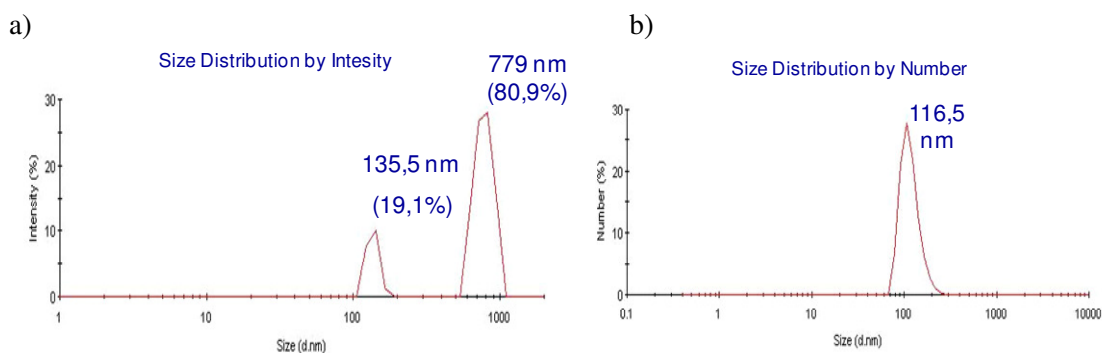 a)
Size Distribution by Intesity
779 nm
(80,9%)
135,5 nm
(19,1%)
Intensity (%)
30
20
10
0
1
10
100
1000
Size (d.nm)
b)
Size Distribution by Number
116,5
nm
Number (%)
30
20
10
0
0.1
1
10
100
1000
10000
Size (d.nm)